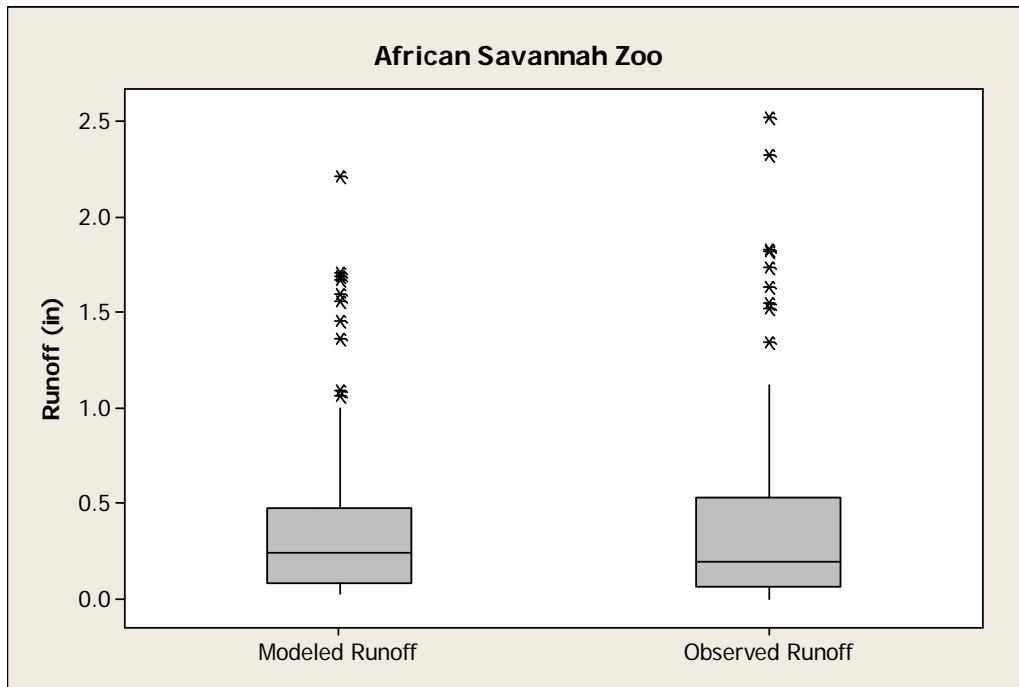 African Savannah Zoo
Runoff (in)
2.5
2.0
1.5
1.0
0.5
0.0
Modeled Runoff
Observed Runoff